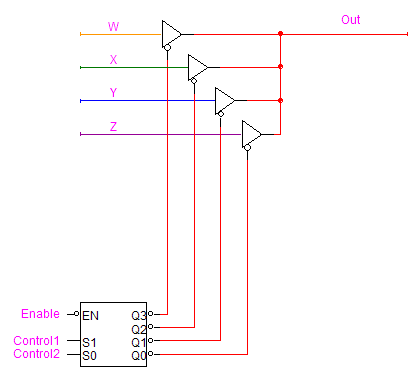 W
Out
X
Y
Z
Enable EN Q3
Q2
Control1 S1 Q1
Control2 S0 Q0